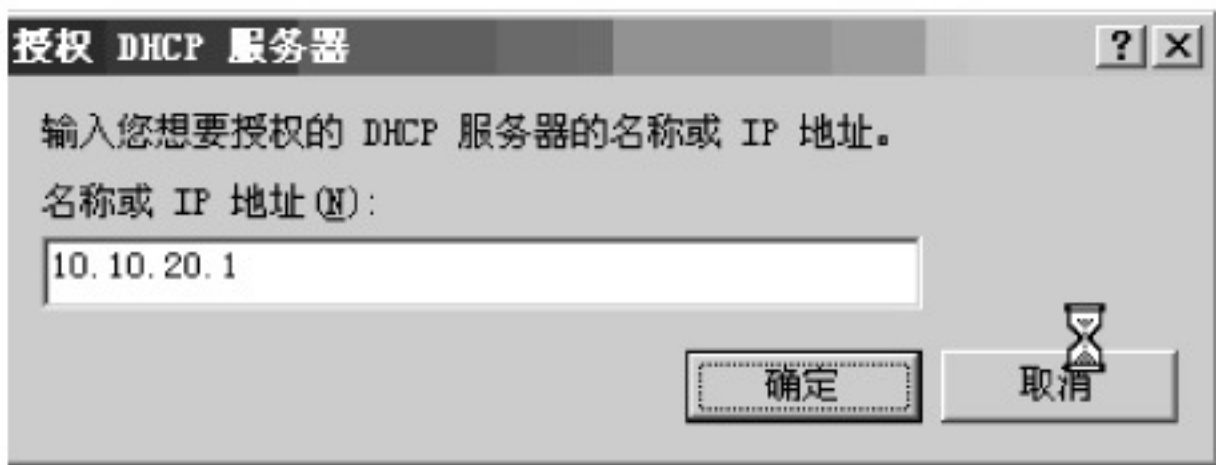 授权 DHCP 服务器
输入您想要授权的 DHCP 服务器的名称或 IP 地址。
名称或 IP 地址(N):
10.10.20.1
确定 取消